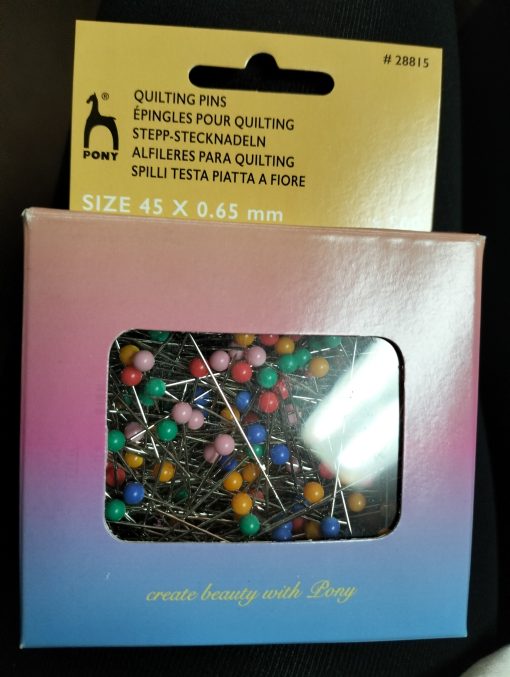 # 28815
®
PONY
QUILTING PINS
ÉPINGLES POUR QUILTING
STEPP-STECKNADELN
ALFILERES PARA QUILTING
SPILLI TESTA PIATTA A FIORE
SIZE 45 X 0.65 mm
create beauty with Pony